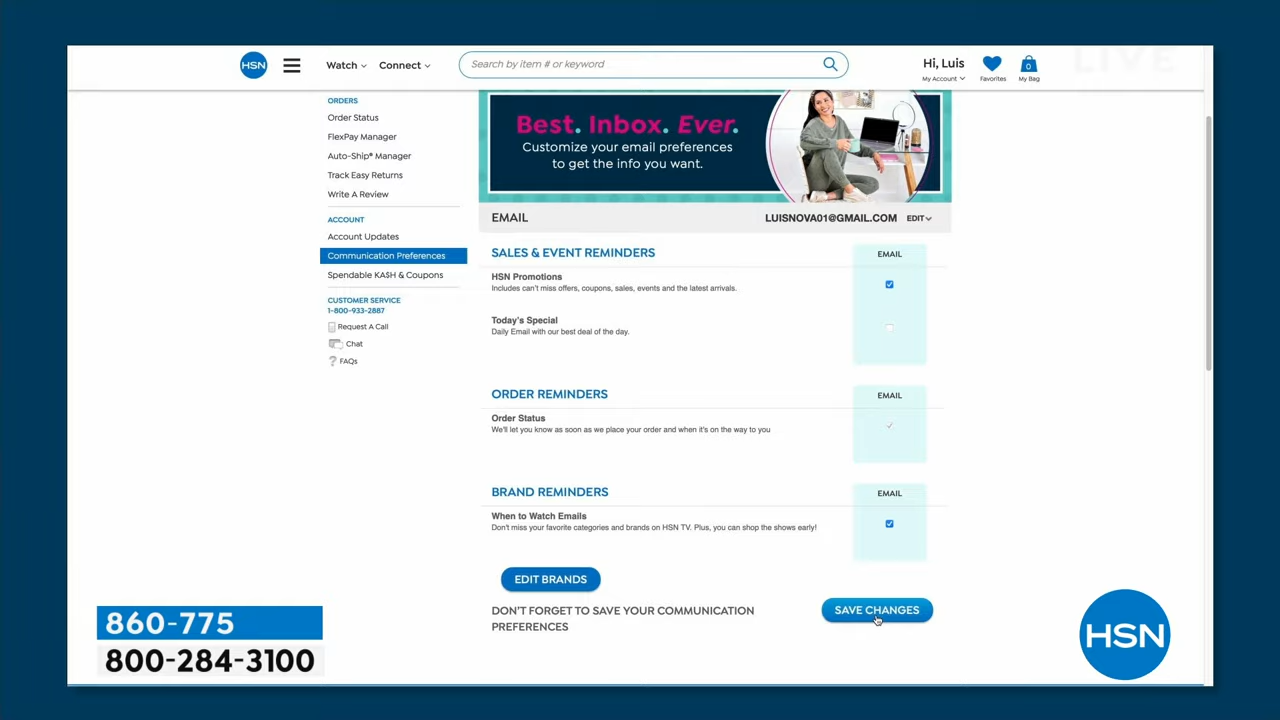 HSN
Watch
Connect
Search by item # or keyword
Hi, Luis
My Account
Favorites
0
My Bag
LIVE
ORDERS
Order Status
FlexPay Manager
Auto-Ship® Manager
Track Easy Returns
Write A Review
ACCOUNT
Account Updates
Communication Preferences
Spendable KA$H & Coupons
CUSTOMER SERVICE
1-800-933-2887
Request A Call
Chat
FAQs
Best. Inbox. Ever.
Customize your email preferences
to get the info you want.
EMAIL
LUISNOVA01@GMAIL.COM EDIT
SALES & EVENT REMINDERS
EMAIL
HSN Promotions
Includes can't miss offers, coupons, sales, events and the latest arrivals.
Today's Special
Daily Email with our best deal of the day.
ORDER REMINDERS
EMAIL
Order Status
We'll let you know as soon as we place your order and when it's on the way to you
BRAND REMINDERS
EMAIL
When to Watch Emails
Don't miss your favorite categories and brands on HSN TV. Plus, you can shop the shows early!
EDIT BRANDS
DON'T FORGET TO SAVE YOUR COMMUNICATION
PREFERENCES
SAVE CHANGES
860-775
800-284-3100
HSN